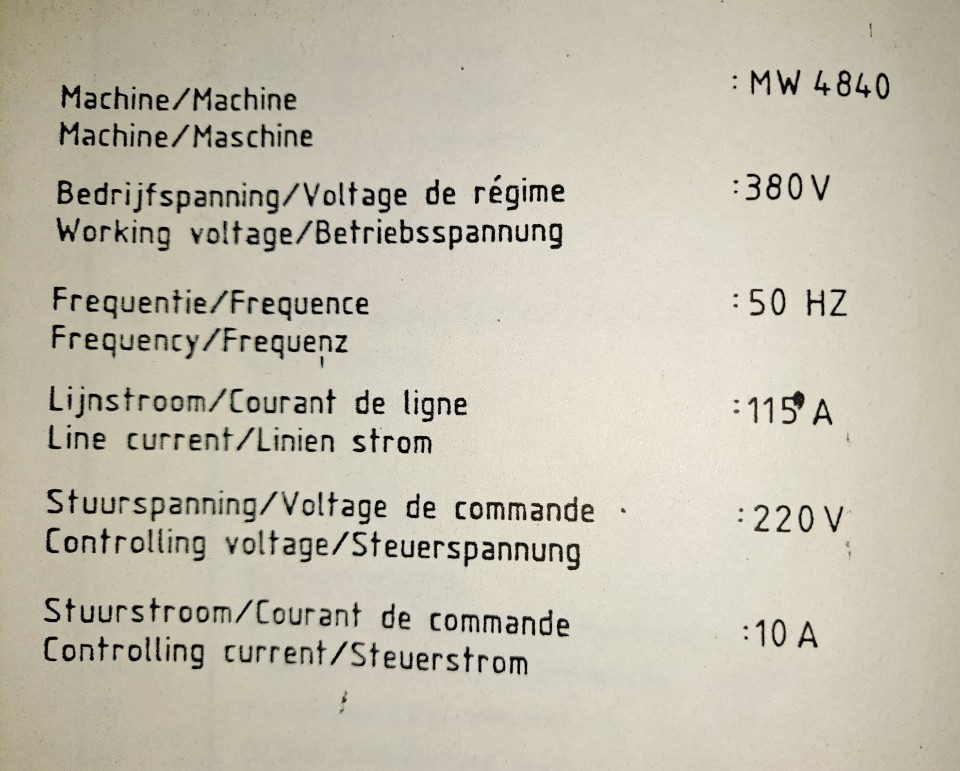 Machine/Machine : MW 4840
Machine/Maschine
Bedrijfspanning/Voltage de régime :380V
Working voltage/Betriebsspannung
Frequentie/Frequence :50 HZ
Frequency/Frequenz
Lijnstroom/Courant de ligne :115 A
Line current/Linien strom
Stuurspanning/Voltage de commande :220V
Controlling voltage/Steuerspannung
Stuurstroom/Courant de commande :10 A
Controlling current/Steuerstrom